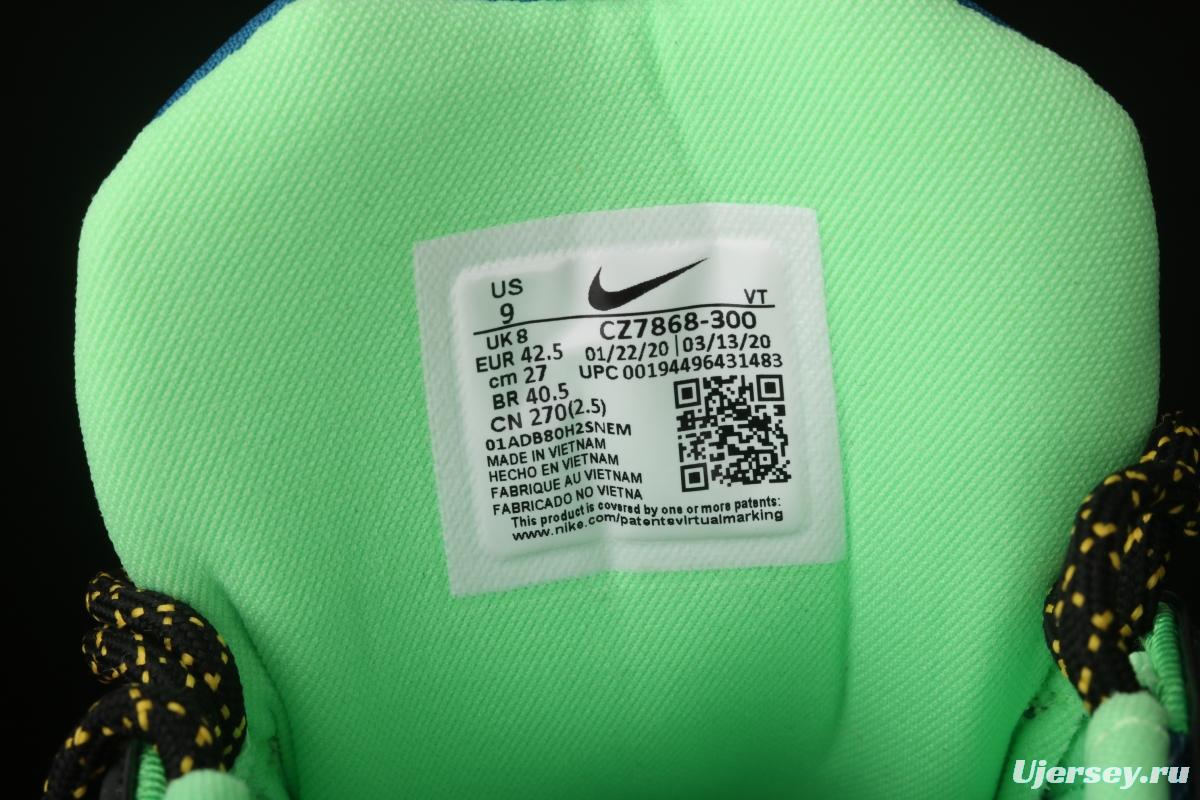 US
9
VT
UK 8
CZ7868-300
EUR 42.5
01/22/20 | 03/13/20
cm 27
UPC 00194496431483
BR 40.5
CN 270(2.5)
01ADB80H2SNEM
MADE IN VIETNAM
HECHO EN VIETNAM
FABRIQUE AU VIETNAM
FABRICADO NO VIETNA
This product is covered by one or more patents:
www.nike.com/patentsvirtualmarking
Ujersey.ru